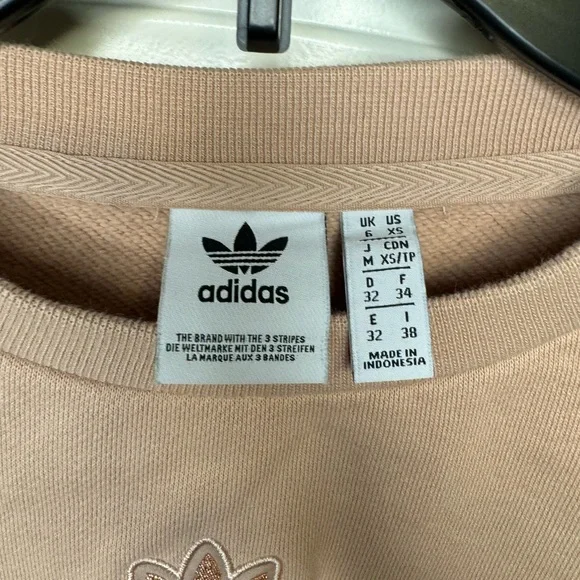 adidas
THE BRAND WITH THE 3 STRIPES
DIE WELTMARKE MIT DEN 3 STREIFEN
LA MARQUE AUX 3 BANDES
UK US
6 XS
J CDN
M XS/TP
D F
32 34
E I
32 38
MADE IN
INDONESIA